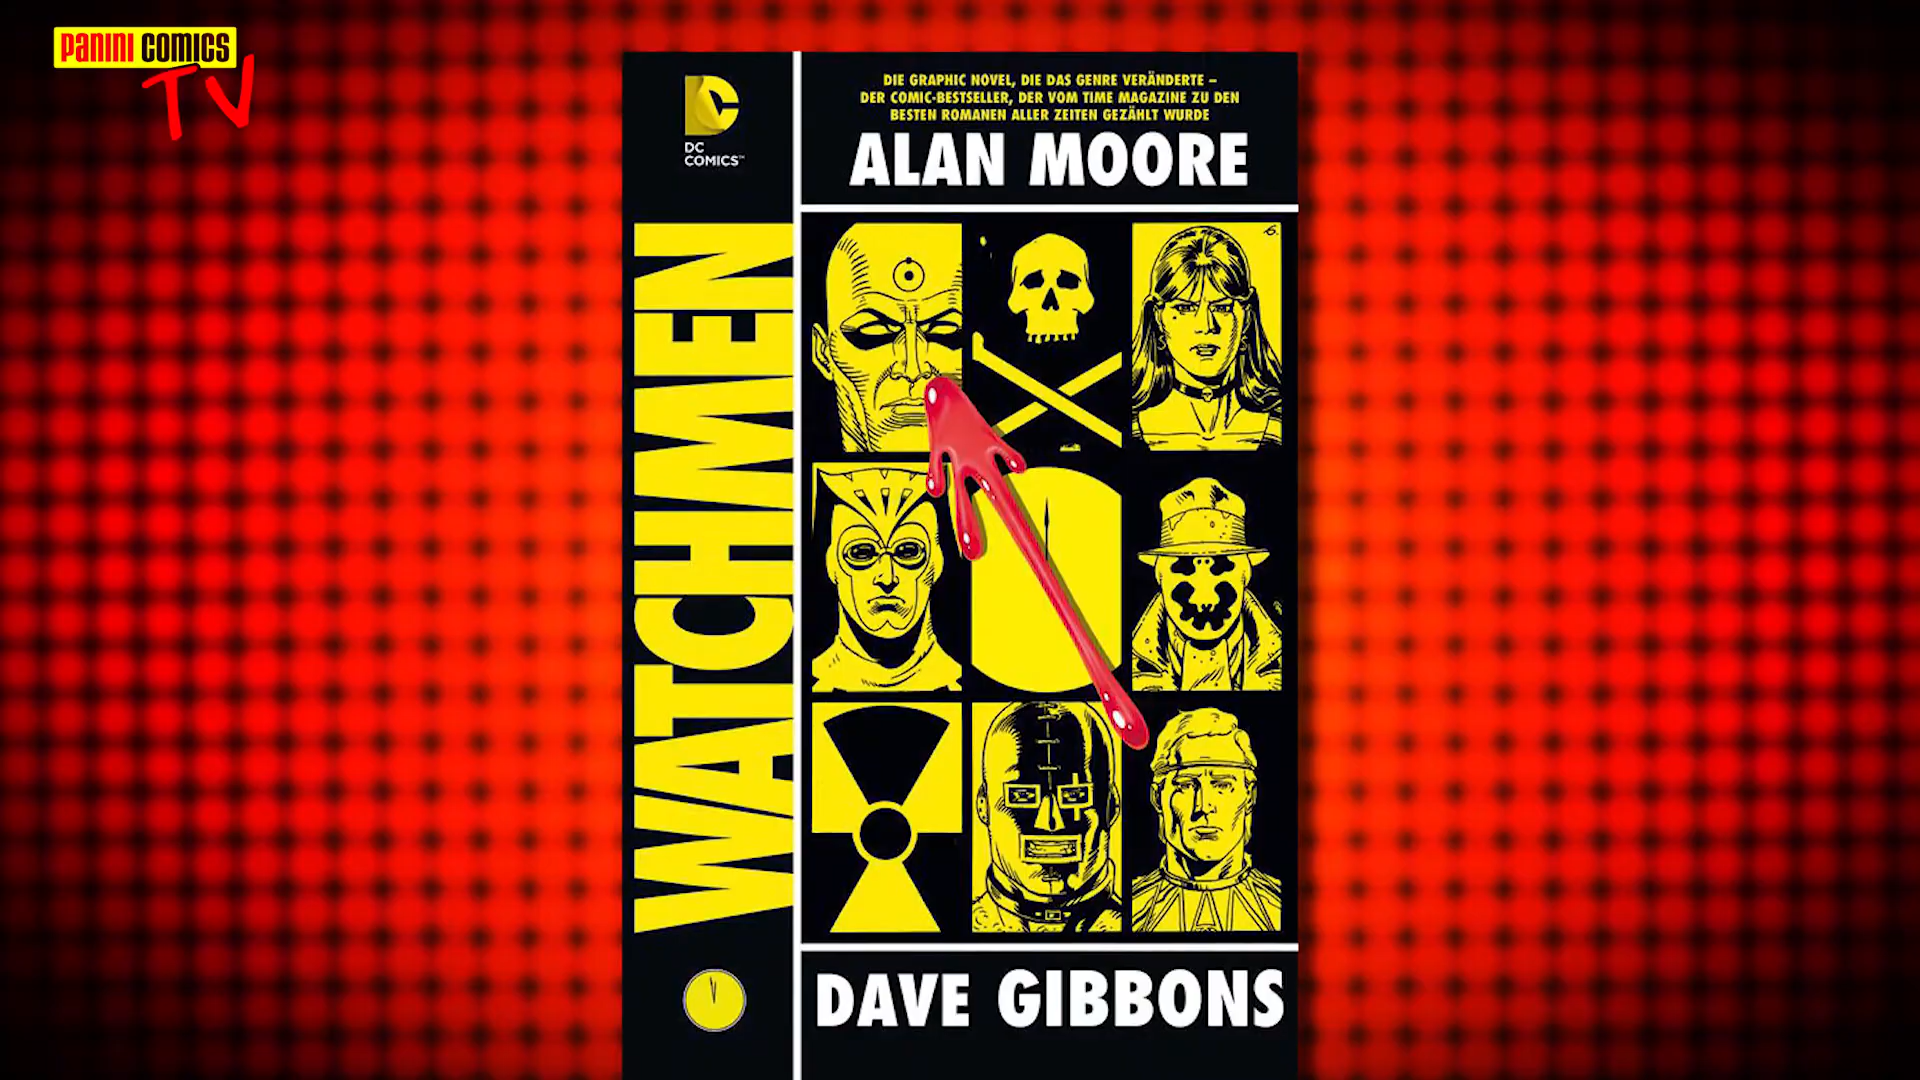 PANINI COMICS
TV
DC
COMICS™
DIE GRAPHIC NOVEL, DIE DAS GENRE VERÄNDERTE –
DER COMIC-BESTSELLER, DER VOM TIME MAGAZINE ZU DEN
BESTEN ROMANEN ALLER ZEITEN GEZÄHLT WURDE
ALAN MOORE
WATCHMEN
DAVE GIBBONS